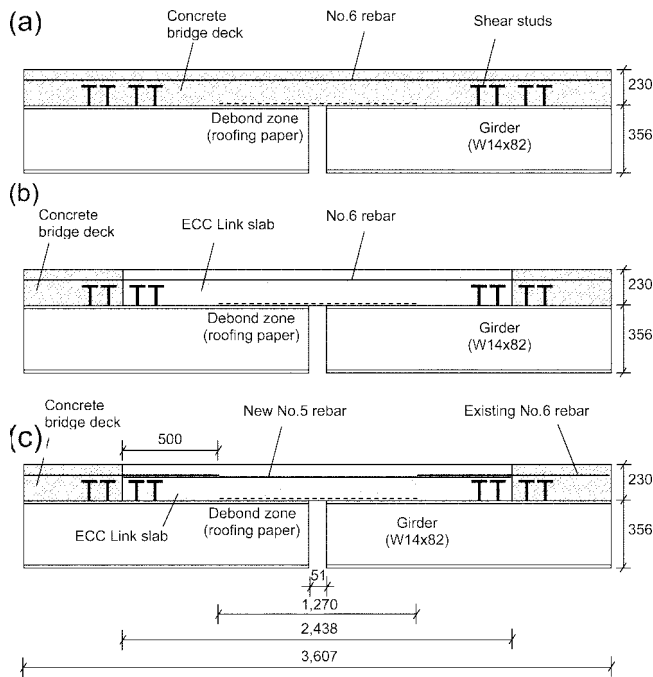 (a)
Concrete
bridge deck
No.6 rebar
Shear studs
230
Debond zone
(roofing paper)
Girder
(W14x82)
356
(b)
Concrete
bridge deck
ECC Link slab
No.6 rebar
230
Debond zone
(roofing paper)
Girder
(W14x82)
356
(c)
Concrete
bridge deck
500
New No.5 rebar
Existing No.6 rebar
230
ECC Link slab
Debond zone
(roofing paper)
Girder
(W14x82)
356
51
1,270
2,438
3,607